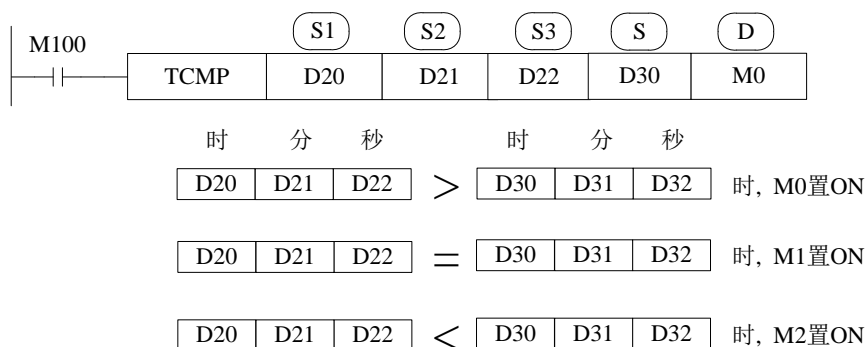 S1 S2 S3 S D
M100
TCMP D20 D21 D22 D30 M0
时 分 秒 时 分 秒
D20 D21 D22 > D30 D31 D32 时, M0置ON
D20 D21 D22 = D30 D31 D32 时, M1置ON
D20 D21 D22 < D30 D31 D32 时, M2置ON